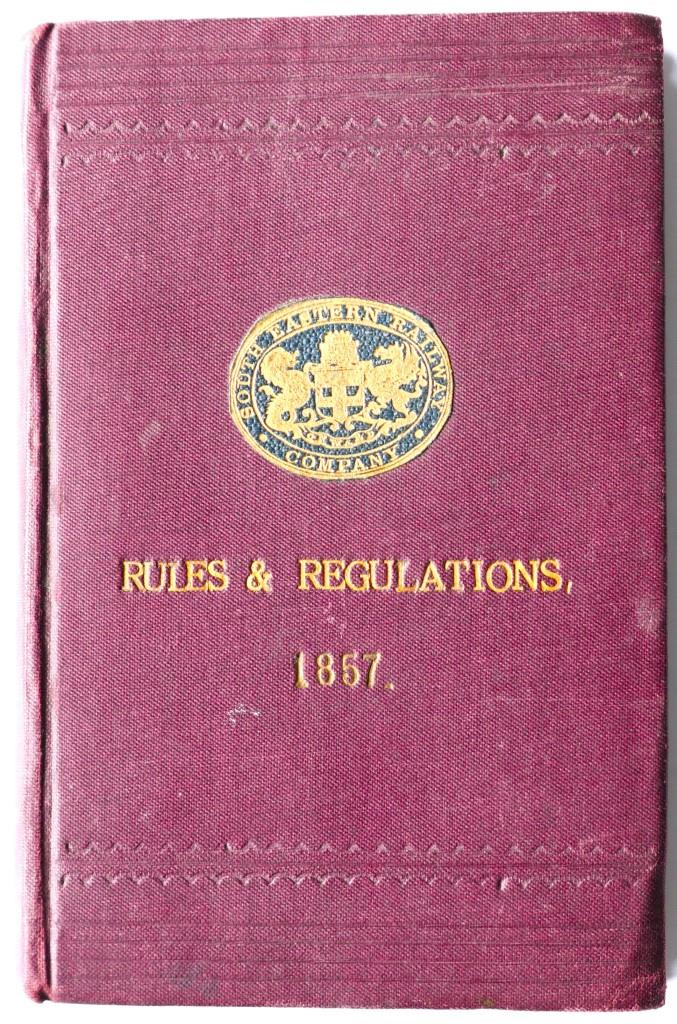 SOUTH EASTERN RAILWAY
COMPANY
RULES & REGULATIONS,
1857.